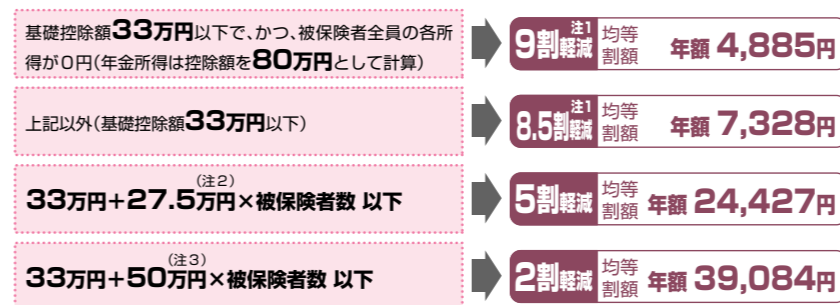 基礎控除額33万円以下で、かつ、被保険者全員の各所
得が0円(年金所得は控除額を80万円として計算)
9割軽減 注1 均等割額 年額 4,885円
上記以外(基礎控除額33万円以下)
8.5割軽減 注1 均等割額 年額 7,328円
(注2)
33万円+27.5万円×被保険者数 以下
5割軽減 均等割額 年額 24,427円
(注3)
33万円+50万円×被保険者数 以下
2割軽減 均等割額 年額 39,084円